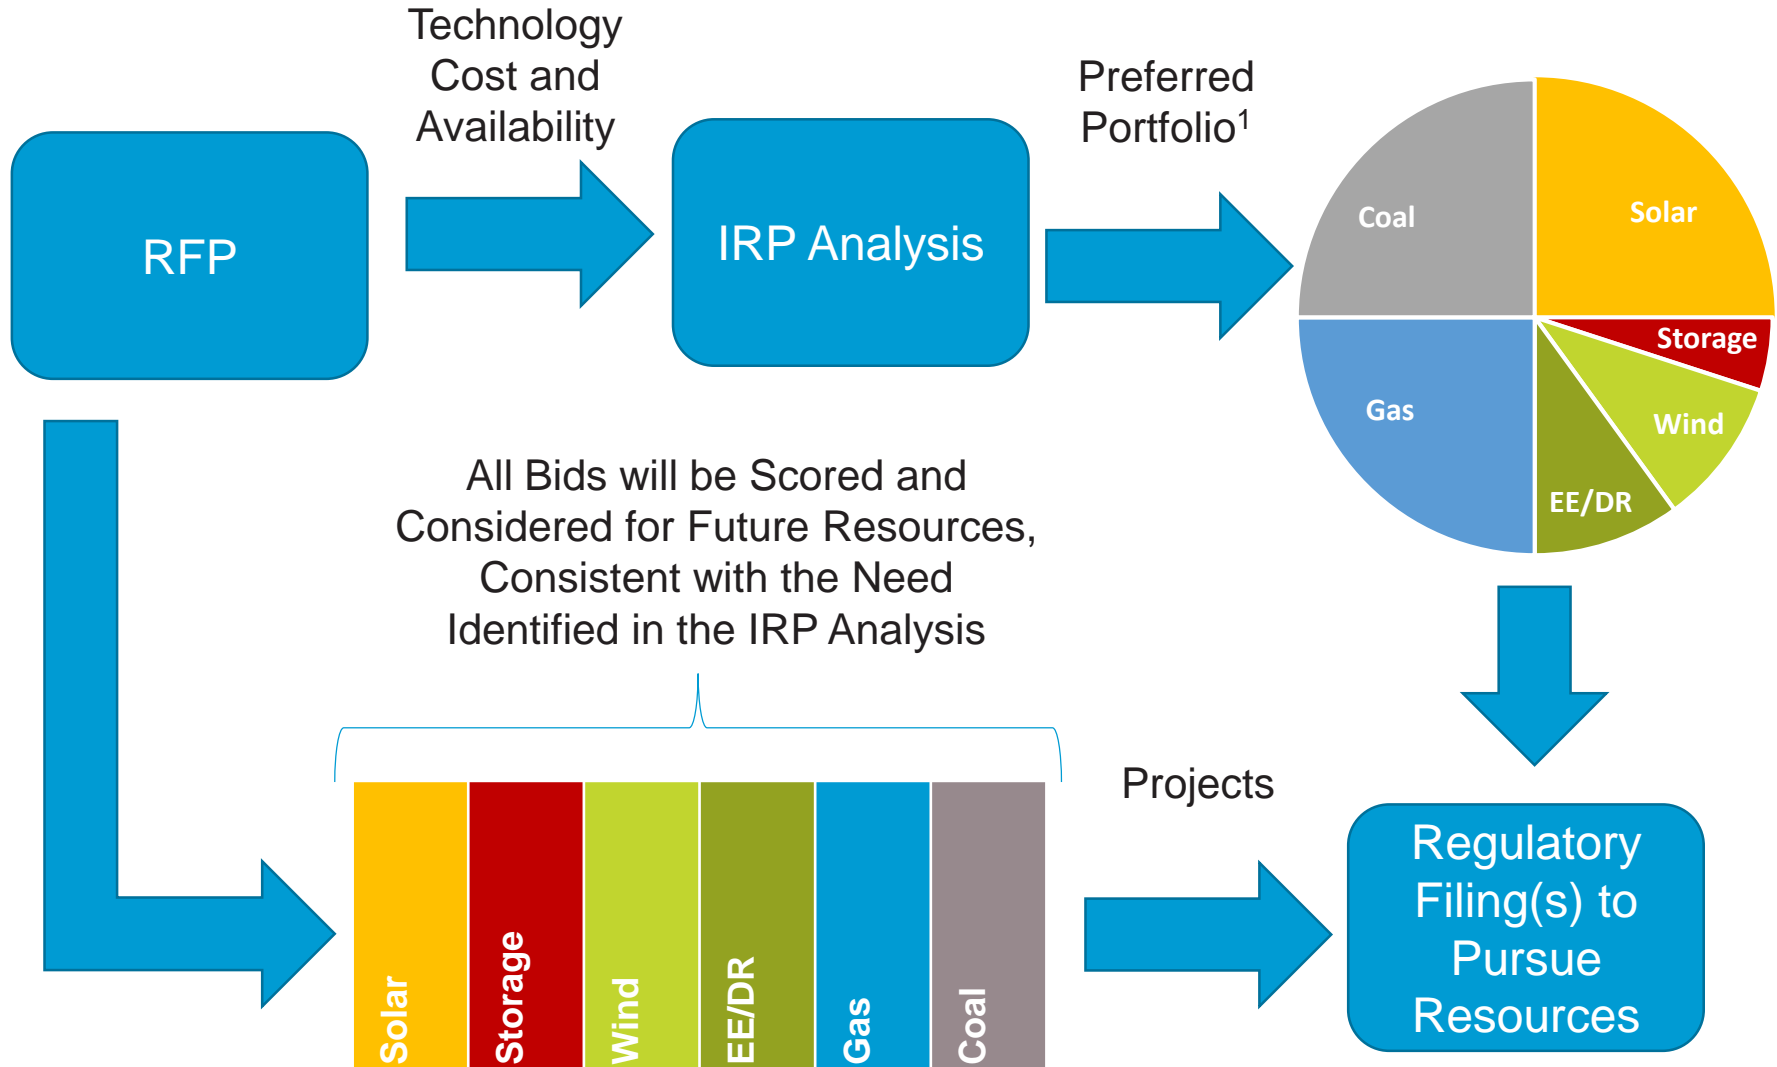 Technology
Cost and
Availability
Preferred
Portfolio¹
RFP
IRP Analysis
Coal
Solar
Storage
Gas
Wind
EE/DR
All Bids will be Scored and
Considered for Future Resources,
Consistent with the Need
Identified in the IRP Analysis
Projects
Solar
Storage
Wind
EE/DR
Gas
Coal
Regulatory
Filing(s) to
Pursue
Resources